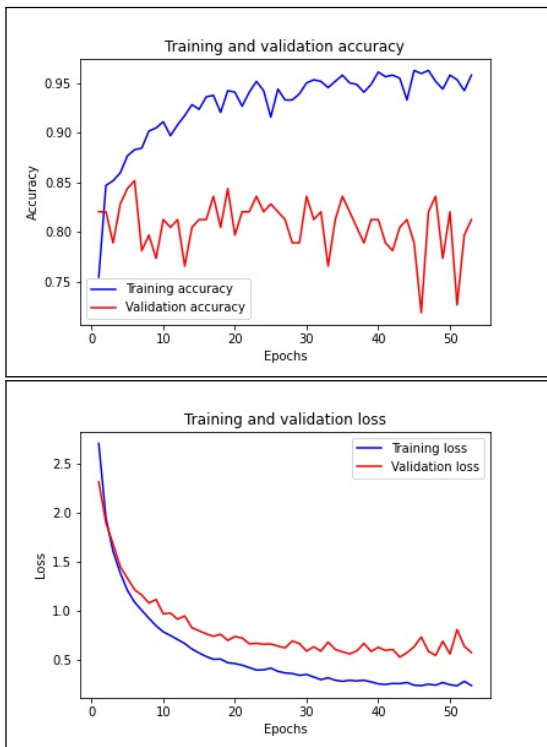 Training and validation accuracy
0.95
0.90
0.85
0.80
0.75
Accuracy
Training accuracy
Validation accuracy
0 10 20 30 40 50
Epochs
Training and validation loss
2.5
2.0
1.5
1.0
0.5
Loss
Training loss
Validation loss
0 10 20 30 40 50
Epochs